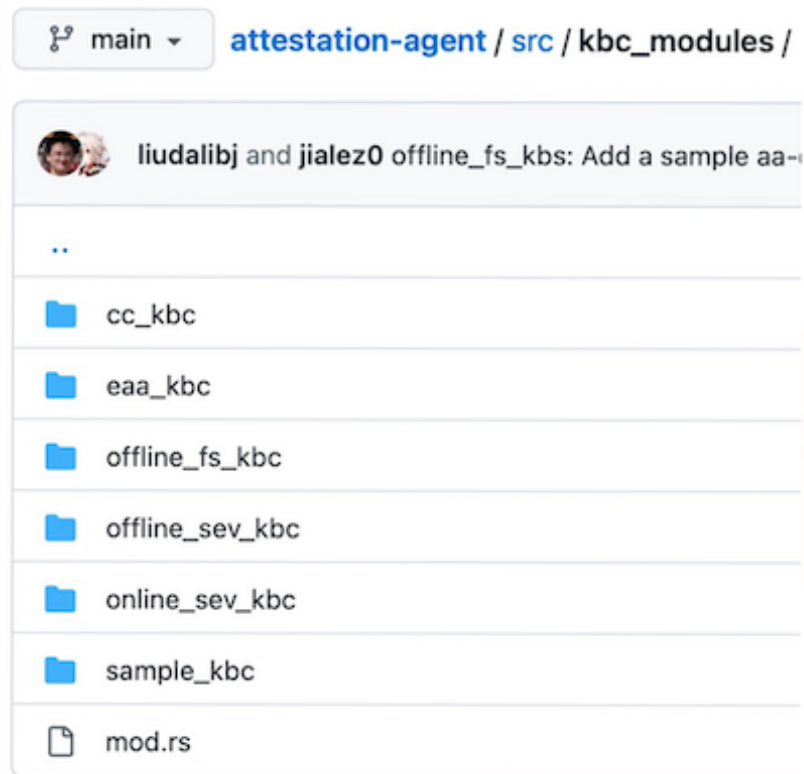 main
attestation-agent / src / kbc_modules /
liudalibj and jialez0 offline_fs_kbs: Add a sample aa-
..
cc_kbc
eaa_kbc
offline_fs_kbc
offline_sev_kbc
online_sev_kbc
sample_kbc
mod.rs